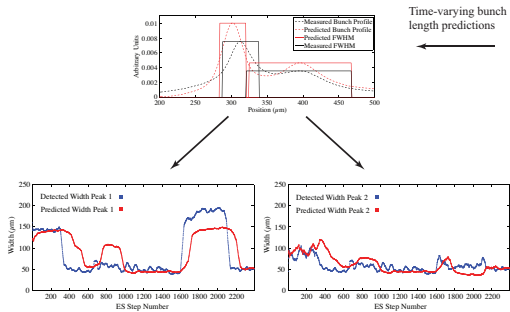 Time-varying bunch
length predictions
Arbitrary Units
0.01
0.008
0.006
0.004
0.002
0
200 250 300 350 400 450 500
Position (μm)
Measured Bunch Profile
Predicted Bunch Profile
Predicted FWHM
Measured FWHM
Width (μm)
250
200
150
100
50
0
Detected Width Peak 1
Predicted Width Peak 1
200 400 600 800 1000 1200 1400 1600 1800 2000 2200
ES Step Number
Width (μm)
250
200
150
100
50
0
Detected Width Peak 2
Predicted Width Peak 2
200 400 600 800 1000 1200 1400 1600 1800 2000 2200
ES Step Number